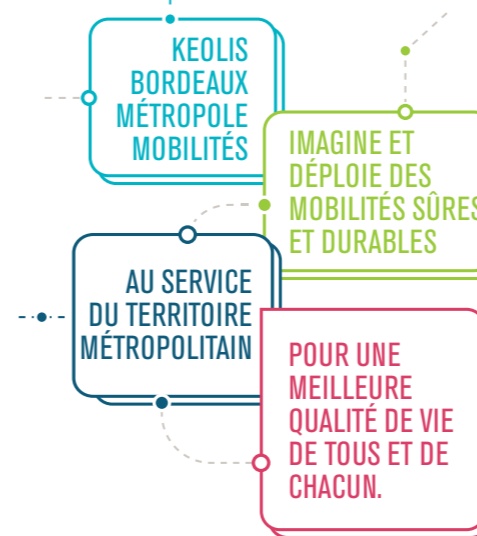 KEOLIS
BORDEAUX
MÉTROPOLE
MOBILITÉS
IMAGINE ET
DÉPLOIE DES
MOBILITÉS SÛRES
ET DURABLES
AU SERVICE
DU TERRITOIRE
MÉTROPOLITAIN
POUR UNE
MEILLEURE
QUALITÉ DE VIE
DE TOUS ET DE
CHACUN.